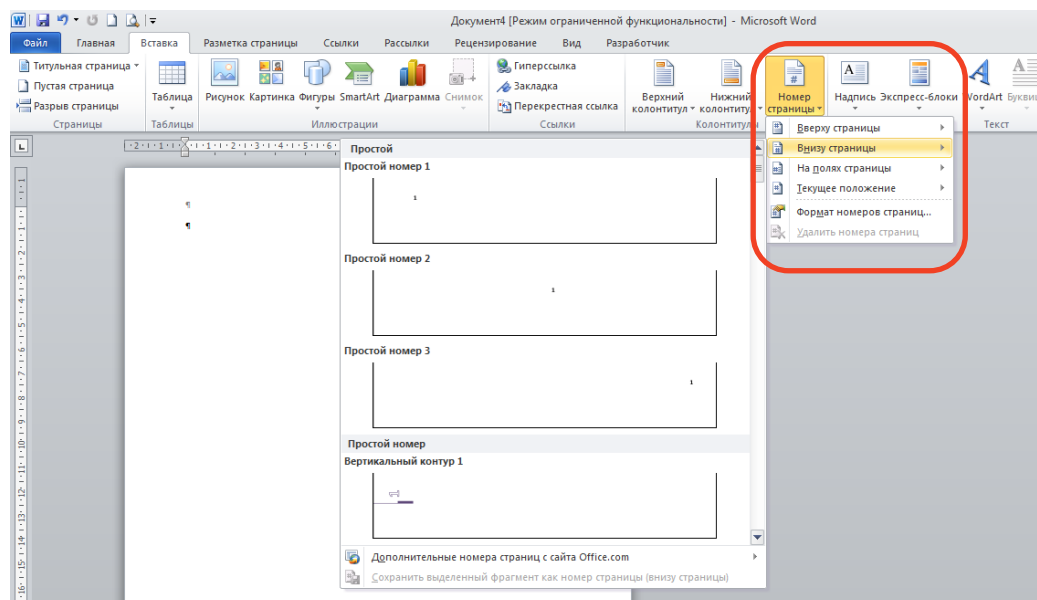 Документ4 [Режим ограниченной функциональности] - Microsoft Word
Файл Главная Вставка Разметка страницы Ссылки Рассылки Рецензирование Вид Разработчик
Титульная страница
Пустая страница
Разрыв страницы
Страницы
Таблица
Таблицы
Рисунок Картинка Фигуры SmartArt Диаграмма Снимок
Иллюстрации
Гиперссылка
Закладка
Перекрестная ссылка
Ссылки
Верхний колонтитул
Нижний колонтитул
Номер страницы
Колонтитулы
Надпись Экспресс-блоки WordArt
Текст
Вверху страницы
Внизу страницы
На полях страницы
Текущее положение
Формат номеров страниц...
Удалить номера страниц
Простой
Простой номер 1
1
Простой номер 2
1
Простой номер 3
1
Простой номер
Вертикальный контур 1
Дополнительные номера страниц с сайта Office.com
Сохранить выделенный фрагмент как номер страницы (внизу страницы)